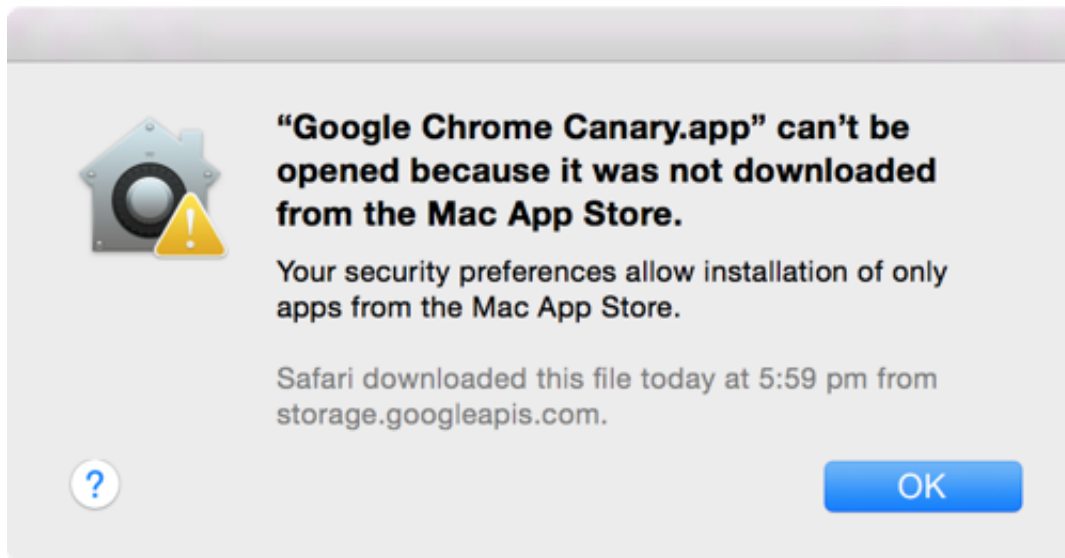 “Google Chrome Canary.app” can’t be
opened because it was not downloaded
from the Mac App Store.
Your security preferences allow installation of only
apps from the Mac App Store.
Safari downloaded this file today at 5:59 pm from
storage.googleapis.com.
?
OK